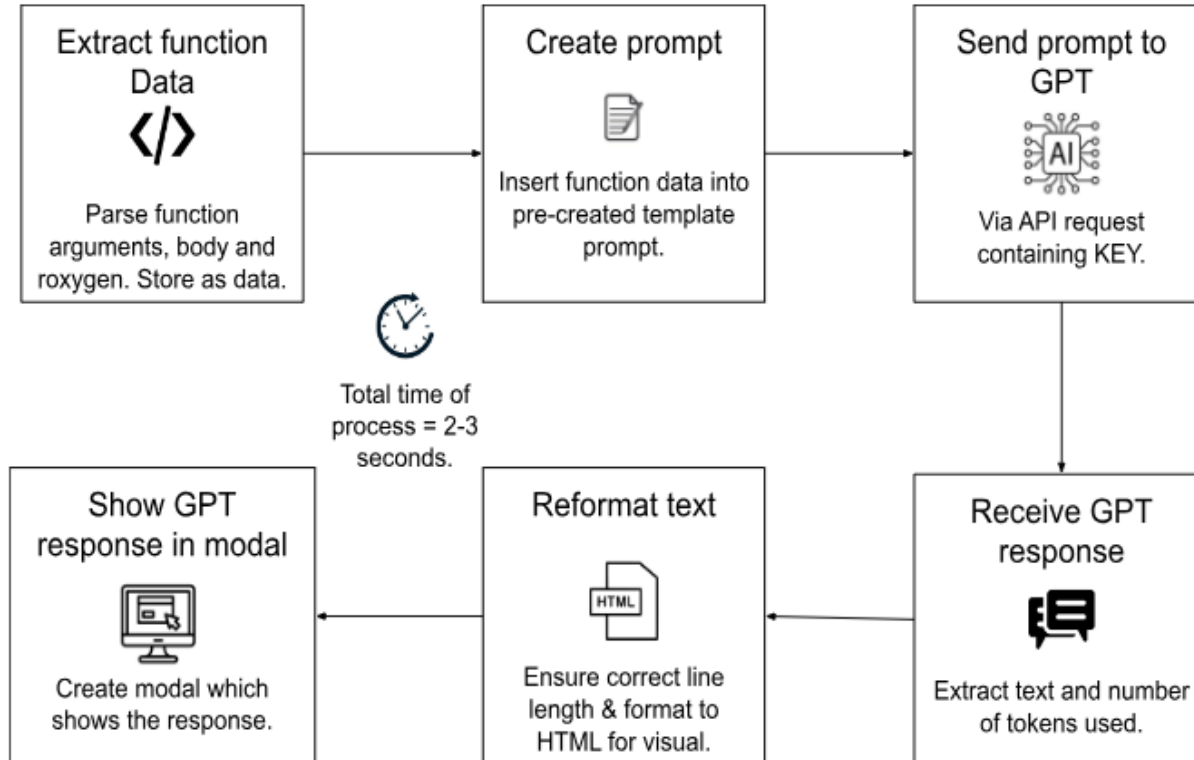 Extract function
Data
</>
Parse function
arguments, body and
roxygen. Store as data.
Create prompt
Insert function data into
pre-created template
prompt.
Send prompt to
GPT
AI
Via API request
containing KEY.
Total time of
process = 2-3
seconds.
Show GPT
response in modal
Create modal which
shows the response.
Reformat text
HTML
Ensure correct line
length & format to
HTML for visual.
Receive GPT
response
Extract text and number
of tokens used.